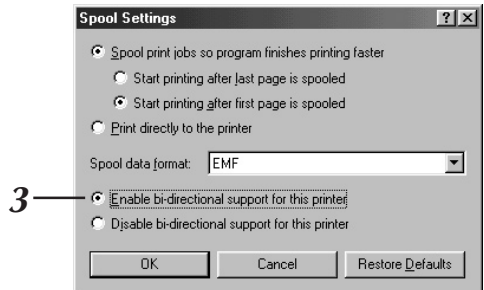 Spool Settings
Spool print jobs so program finishes printing faster
Start printing after last page is spooled
Start printing after first page is spooled
Print directly to the printer
Spool data format: EMF
3 Enable bi-directional support for this printer
Disable bi-directional support for this printer
OK Cancel Restore Defaults